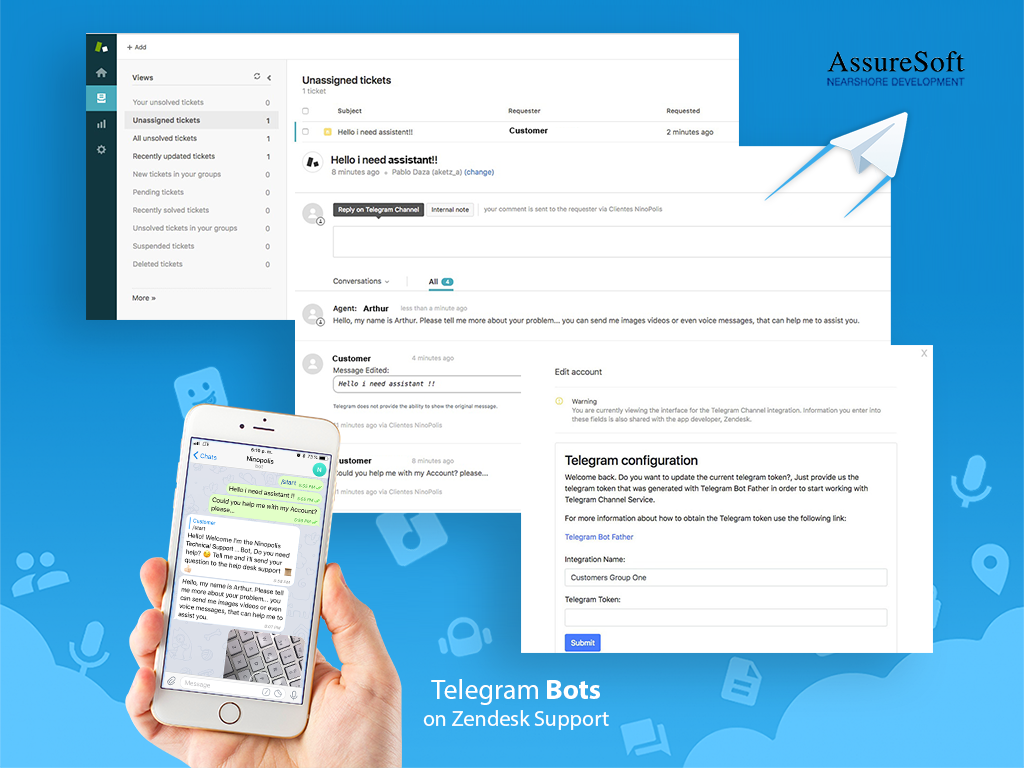 + Add
Views
Your unsolved tickets 0
Unassigned tickets 1
All unsolved tickets 1
Recently updated tickets 1
New tickets in your groups 0
Pending tickets 0
Recently solved tickets 0
Unsolved tickets in your groups 0
Suspended tickets 0
Deleted tickets 0
More »
Unassigned tickets
1 ticket
Subject Requester Requested
Hello i need assistent!! Customer 2 minutes ago
AssureSoft
NEARSHORE DEVELOPMENT
Hello i need assistant!!
8 minutes ago Pablo Daza (aketz_a) (change)
Reply on Telegram Channel Internal note your comment is sent to the requester via Clientes NinoPolis
Conversations All 4
Agent: Arthur less than a minute ago
Hello, my name is Arthur. Please tell me more about your problem... you can send me images videos or even voice messages, that can help me to assist you.
Customer 4 minutes ago
Message Edited:
Hello i need assistant !!
Telegram does not provide the ability to show the original message.
minutes ago via Clientes NinoPolis
ustomer 8 minutes ago
ould you help me with my Account? please...
1 minutes ago via Clientes NinoPolis
X
Edit account
Warning
You are currently viewing the interface for the Telegram Channel integration. Information you enter into
these fields is also shared with the app developer, Zendesk.
Telegram configuration
Welcome back. Do you want to update the current telegram token?, Just provide us the
telegram token that was generated with Telegram Bot Father in order to start working with
Telegram Channel Service.
For more information about how to obtain the Telegram token use the following link:
Telegram Bot Father
Integration Name:
Customers Group One
Telegram Token:
Submit
6:10 p. m. 75%
Chats Ninopolis N
bot
/start
Hello i need assistant !!
Could you help me with my Account?
please...
Customer
/start
Hello! Welcome I'm the Ninopolis
Technical Support .. Bot, Do you need
help? 😏 Tell me and i'll send your
question to the help desk support
👍
Hello, my name is Arthur. Please tell
me more about your problem... you
can send me images videos or even
voice messages, that can help me to
assist you.
Message
Telegram Bots
on Zendesk Support